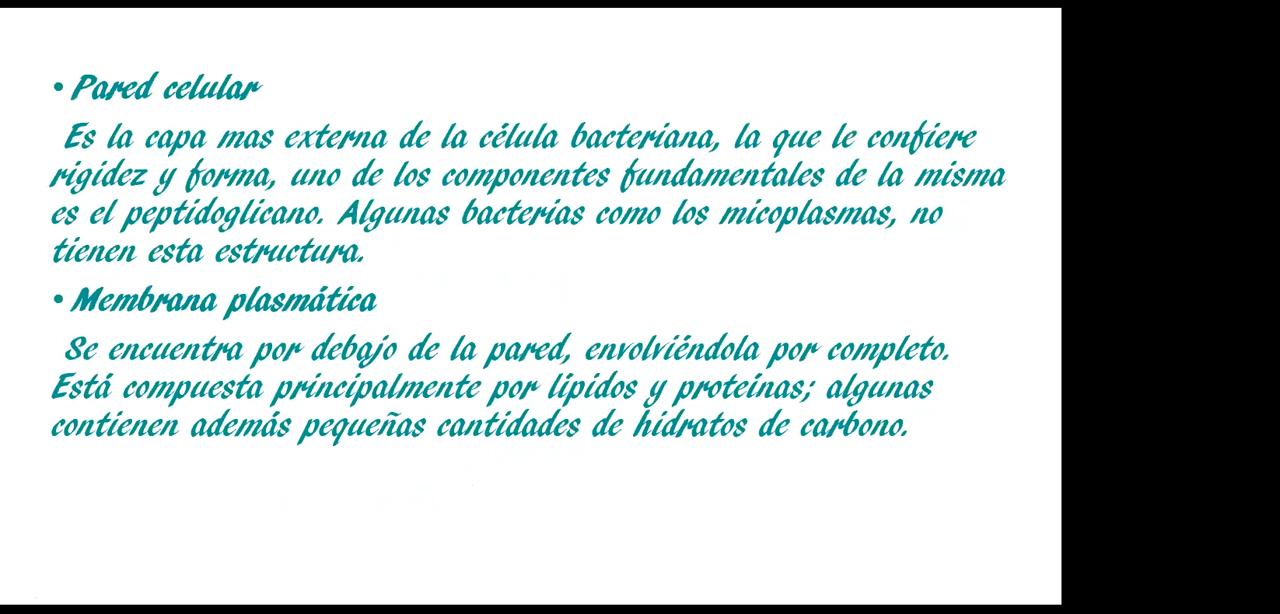 • Pared celular
Es la capa mas externa de la célula bacteriana, la que le confiere
rigidez y forma, uno de los componentes fundamentales de la misma
es el peptidoglicano. Algunas bacterias como los micoplasmas, no
tienen esta estructura.
• Membrana plasmática
Se encuentra por debajo de la pared, envolviéndola por completo.
Está compuesta principalmente por lípidos y proteínas; algunas
contienen además pequeñas cantidades de hidratos de carbono.